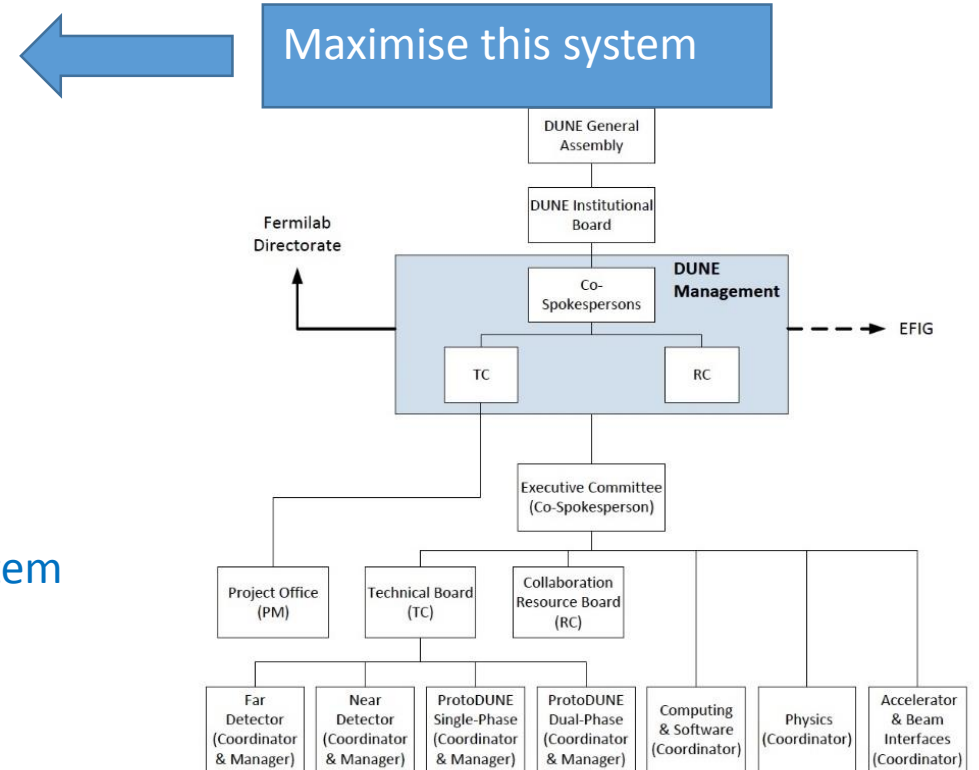 Maximise this system
DUNE General
Assembly
DUNE Institutional
Board
Fermilab
Directorate
DUNE
Management
Co-
Spokespersons
EFIG
TC
RC
Executive Committee
(Co-Spokesperson)
em
Project Office
(PM)
Technical Board
(TC)
Collaboration
Resource Board
(RC)
Far
Detector
(Coordinator
& Manager)
Near
Detector
(Coordinator
& Manager)
ProtoDUNE
Single-Phase
(Coordinator
& Manager)
ProtoDUNE
Dual-Phase
(Coordinator
& Manager)
Computing
& Software
(Coordinator)
Physics
(Coordinator)
Accelerator
& Beam
Interfaces
(Coordinator)